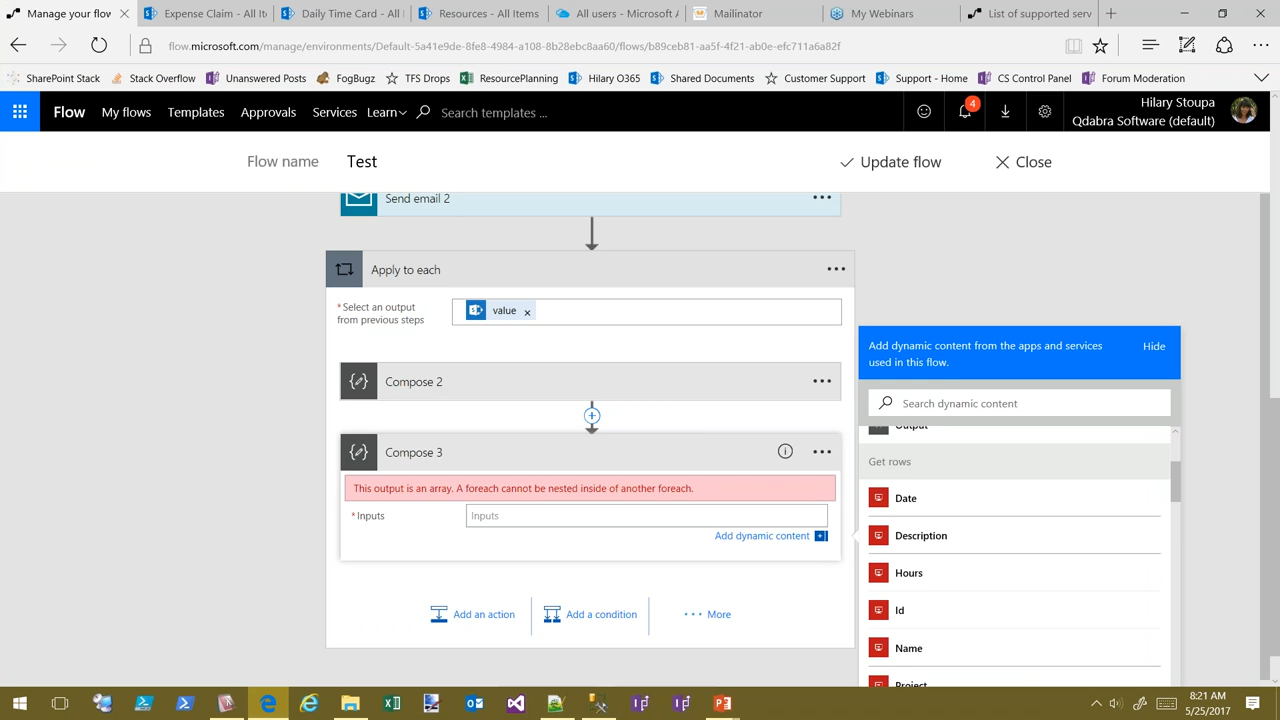 Manage your flow
Expense Claim - All Ite
Daily Time Card - All I
Resources - All Items
All users - Microsoft A
Mailinator
My Webinars
List of supported serv
flow.microsoft.com/manage/environments/Default-5a41e9de-8fe8-4984-a108-8b28ebc8aa60/flows/b89ceb81-aa5f-4f21-ab0e-efc711a6a82f
SharePoint Stack
Stack Overflow
Unanswered Posts
FogBugz
TFS Drops
ResourcePlanning
Hilary O365
Shared Documents
Customer Support
Support - Home
CS Control Panel
Forum Moderation
Flow
My flows
Templates
Approvals
Services
Learn
Search templates ...
4
Hilary Stoupa
Qdabra Software (default)
Flow name
Test
Update flow
Close
Send email 2
Apply to each
*Select an output
from previous steps
value ×
Compose 2
Compose 3
This output is an array. A foreach cannot be nested inside of another foreach.
*Inputs
Inputs
Add dynamic content
Add an action
Add a condition
More
Add dynamic content from the apps and services
used in this flow.
Hide
Search dynamic content
Output
Get rows
Date
Description
Hours
Id
Name
Project
8:21 AM
5/25/2017